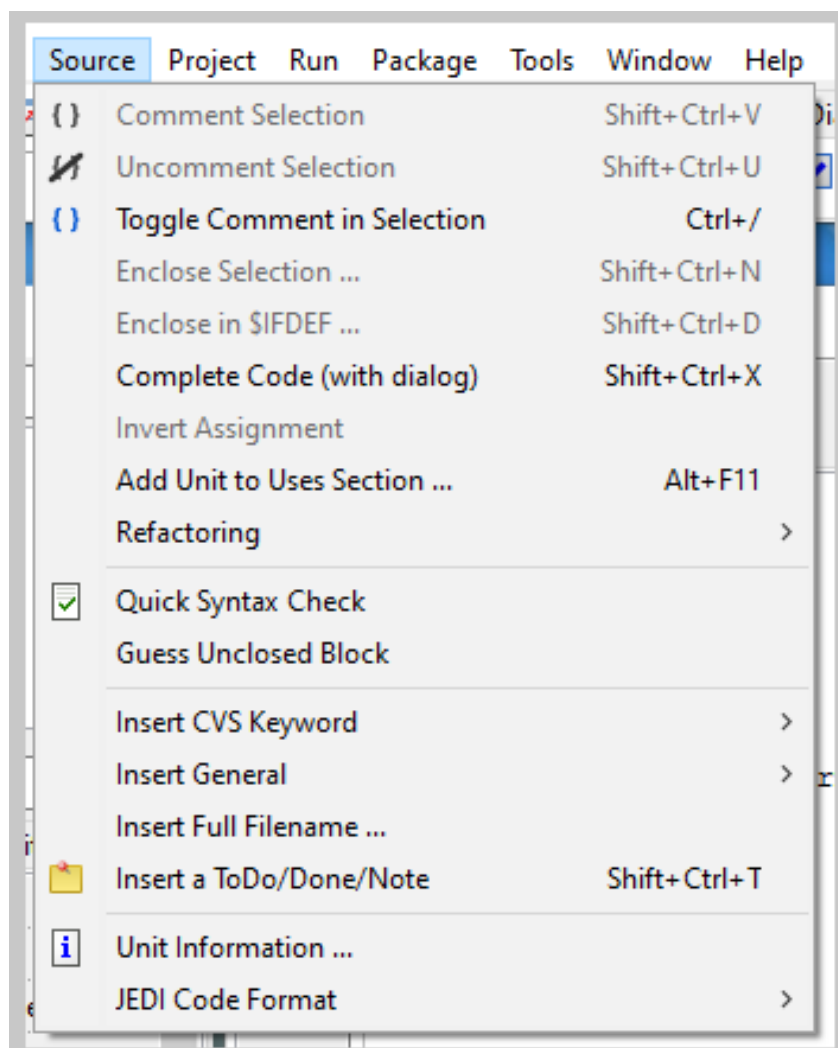 Source Project Run Package Tools Window Help
Comment Selection Shift+Ctrl+V
Uncomment Selection Shift+Ctrl+U
Toggle Comment in Selection Ctrl+/
Enclose Selection ... Shift+Ctrl+N
Enclose in $IFDEF ... Shift+Ctrl+D
Complete Code (with dialog) Shift+Ctrl+X
Invert Assignment
Add Unit to Uses Section ... Alt+F11
Refactoring
Quick Syntax Check
Guess Unclosed Block
Insert CVS Keyword
Insert General
Insert Full Filename ...
Insert a ToDo/Done/Note Shift+Ctrl+T
Unit Information ...
JEDI Code Format